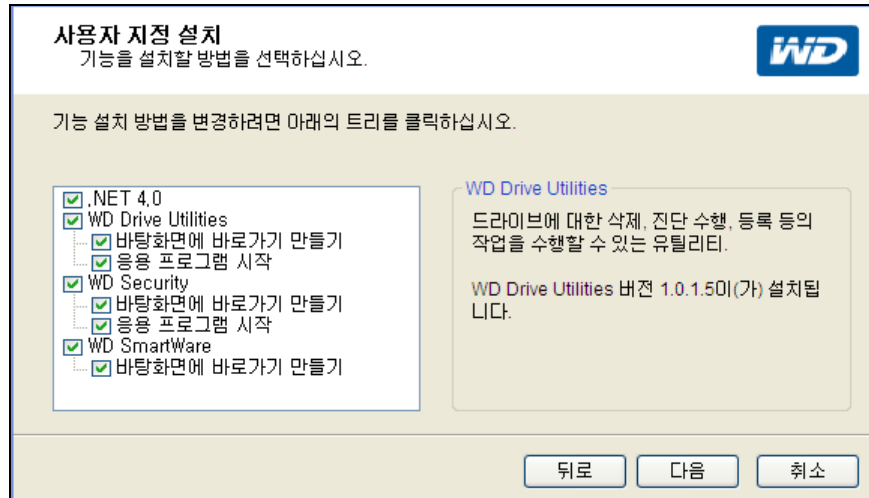 사용자 지정 설치
기능을 설치할 방법을 선택하십시오.
WD
기능 설치 방법을 변경하려면 아래의 트리를 클릭하십시오.
.NET 4.0
WD Drive Utilities
바탕화면에 바로가기 만들기
응용 프로그램 시작
WD Security
바탕화면에 바로가기 만들기
응용 프로그램 시작
WD SmartWare
바탕화면에 바로가기 만들기
WD Drive Utilities
드라이브에 대한 삭제, 진단 수행, 등록 등의
작업을 수행할 수 있는 유틸리티.
WD Drive Utilities 버전 1.0.1.5이(가) 설치됩
니다.
뒤로
다음
취소